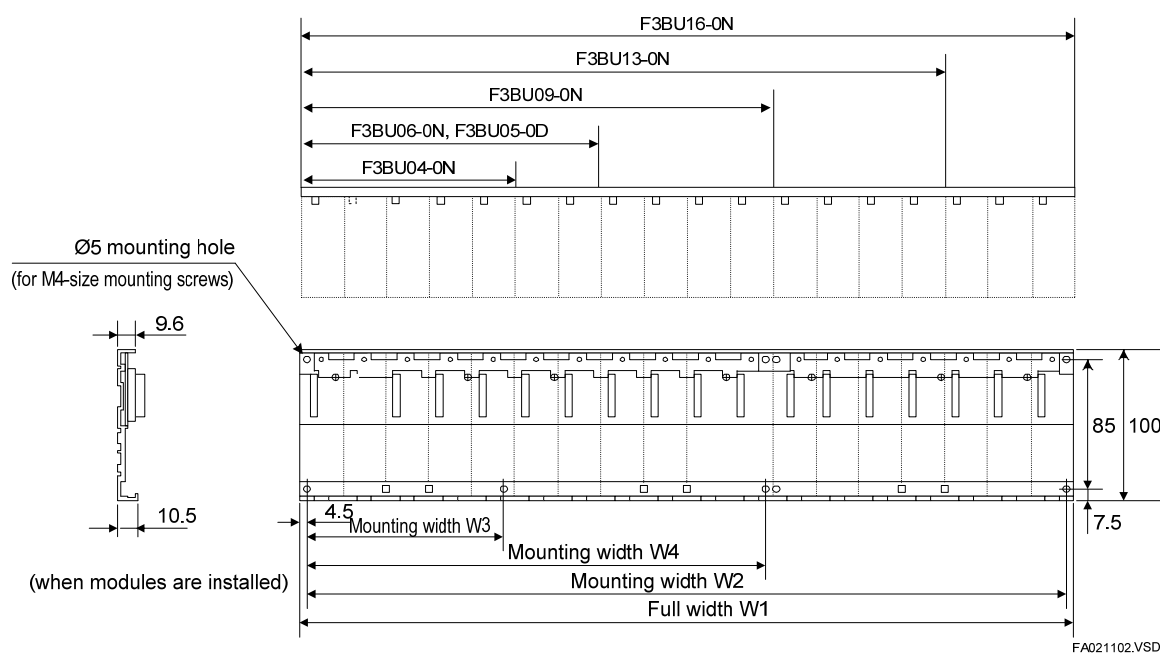 F3BU16-0N
F3BU13-0N
F3BU09-0N
F3BU06-0N, F3BU05-0D
F3BU04-0N
Ø5 mounting hole
(for M4-size mounting screws)
9.6
85
100
10.5
4.5
7.5
Mounting width W3
Mounting width W4
(when modules are installed)
Mounting width W2
Full width W1
FA021102.VSD